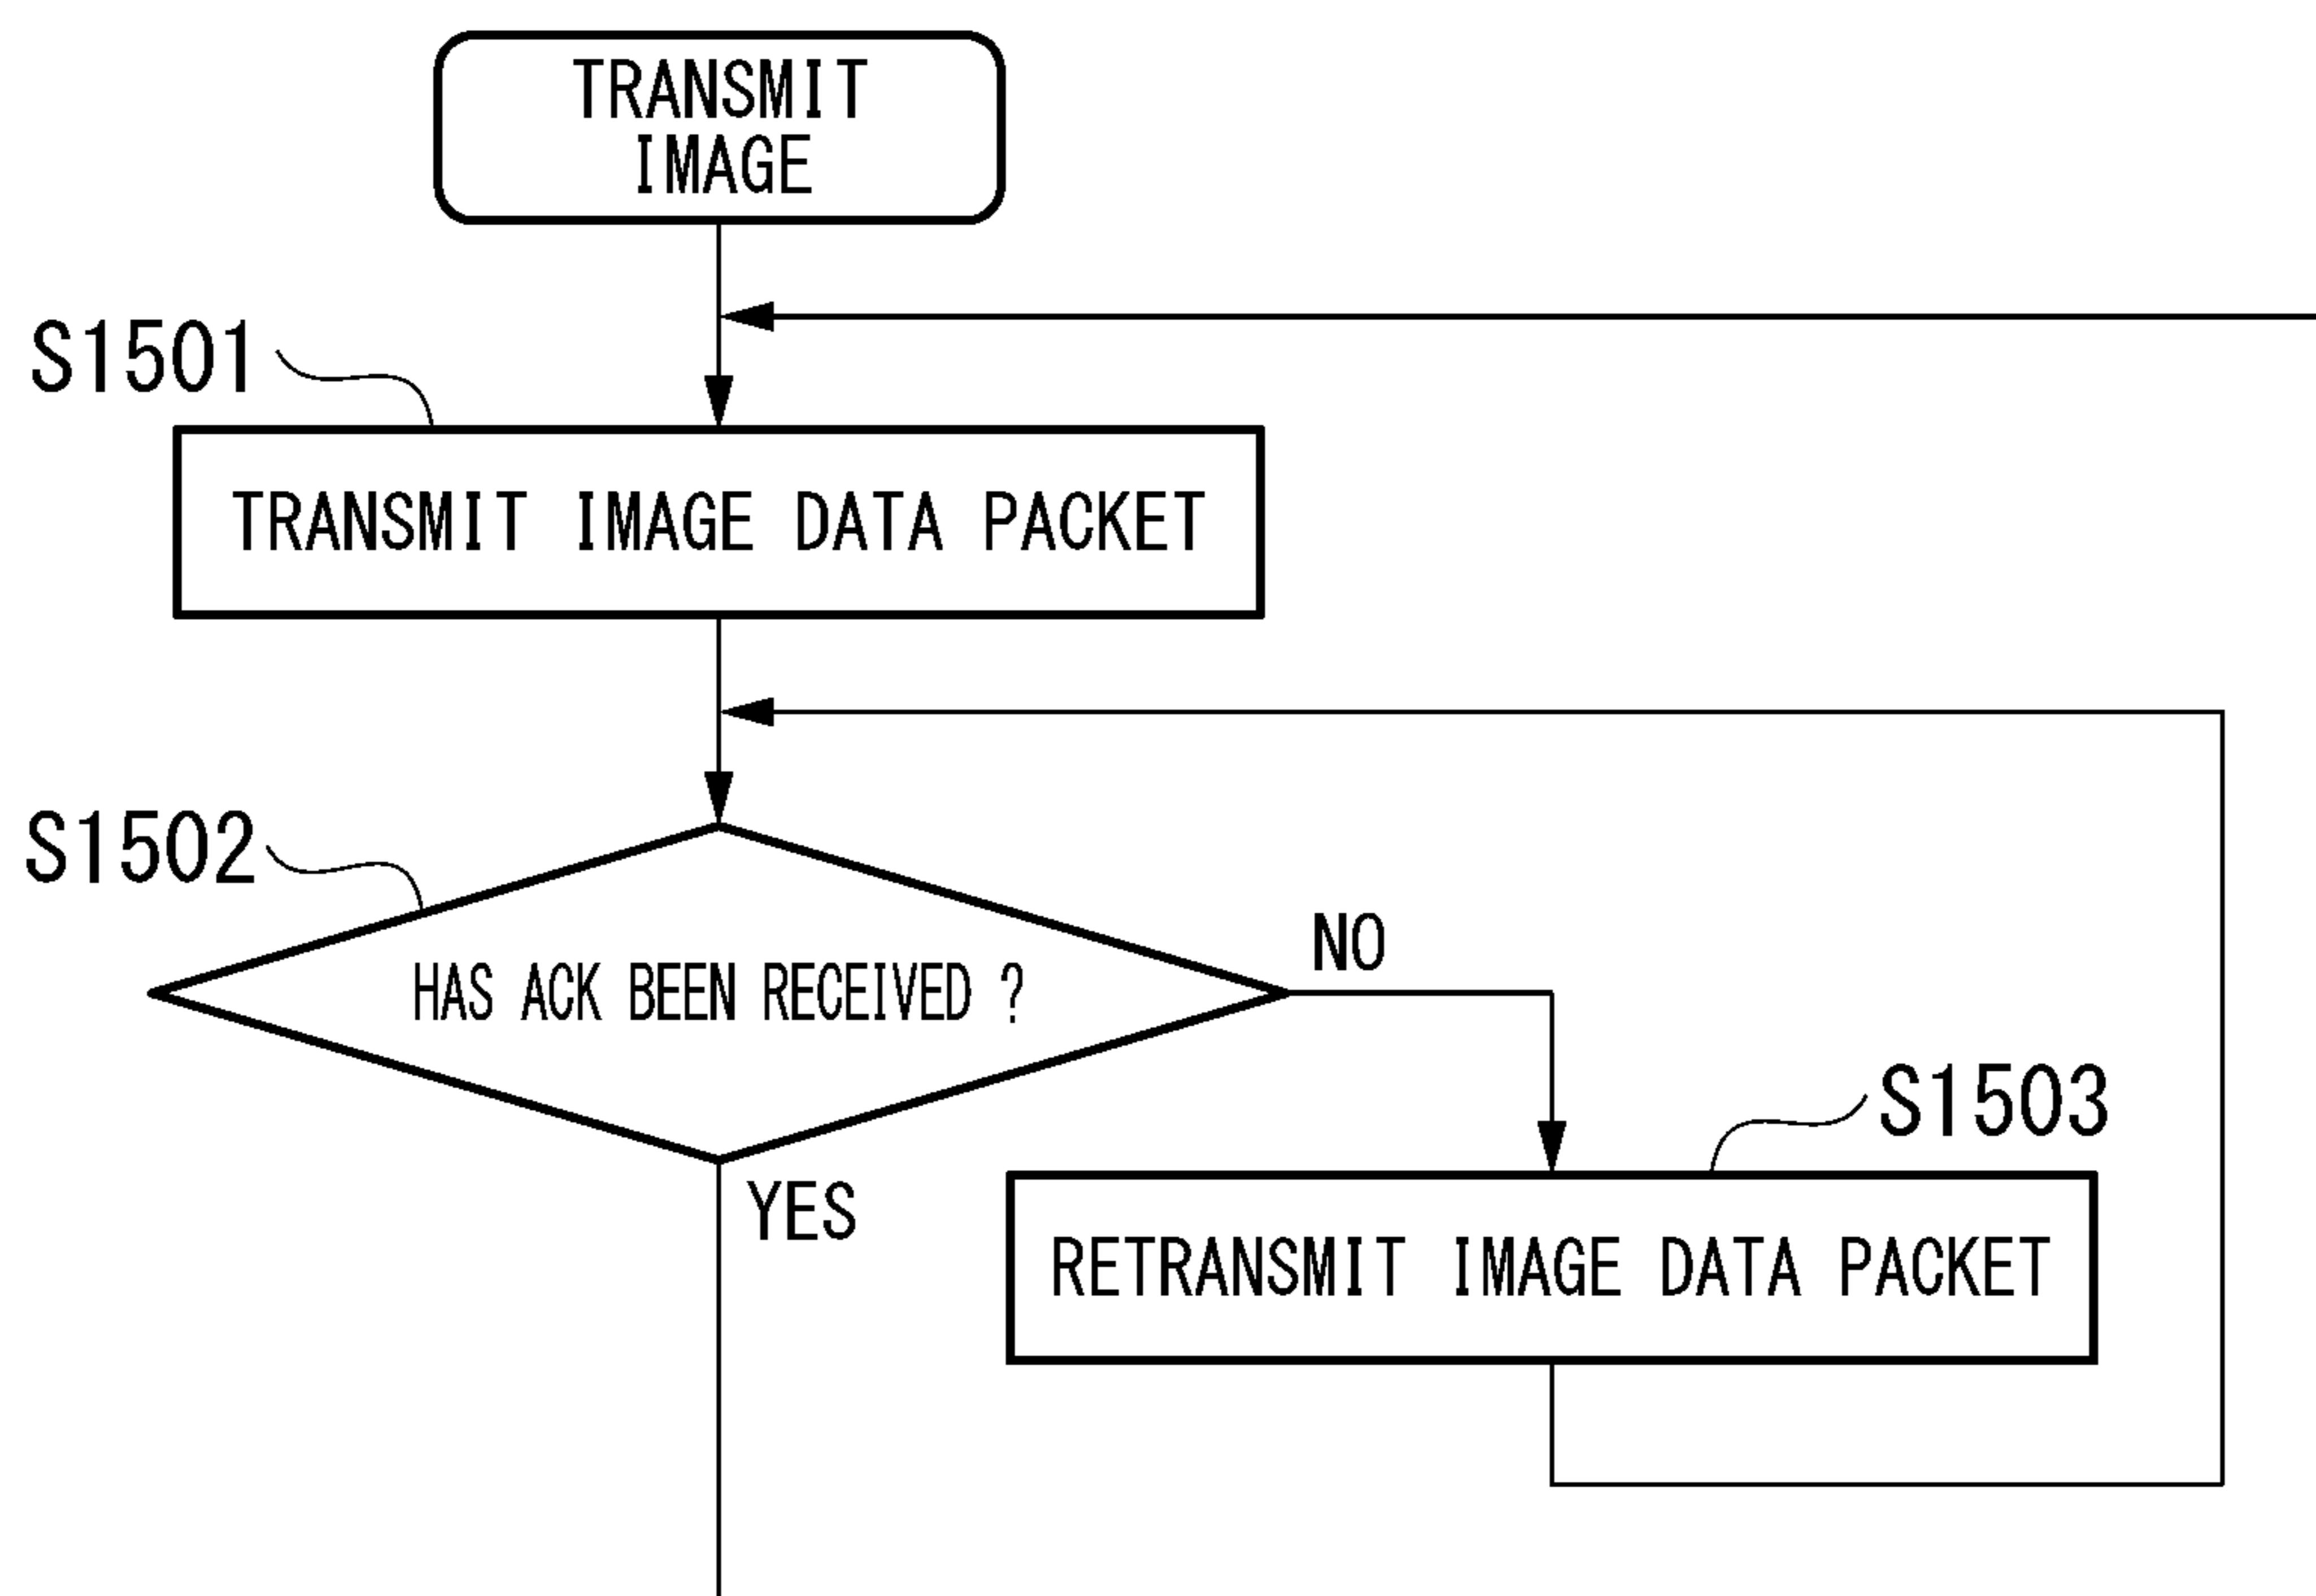 TRANSMIT
IMAGE
S1501
TRANSMIT IMAGE DATA PACKET
S1502
HAS ACK BEEN RECEIVED ?
NO
YES
S1503
RETRANSMIT IMAGE DATA PACKET